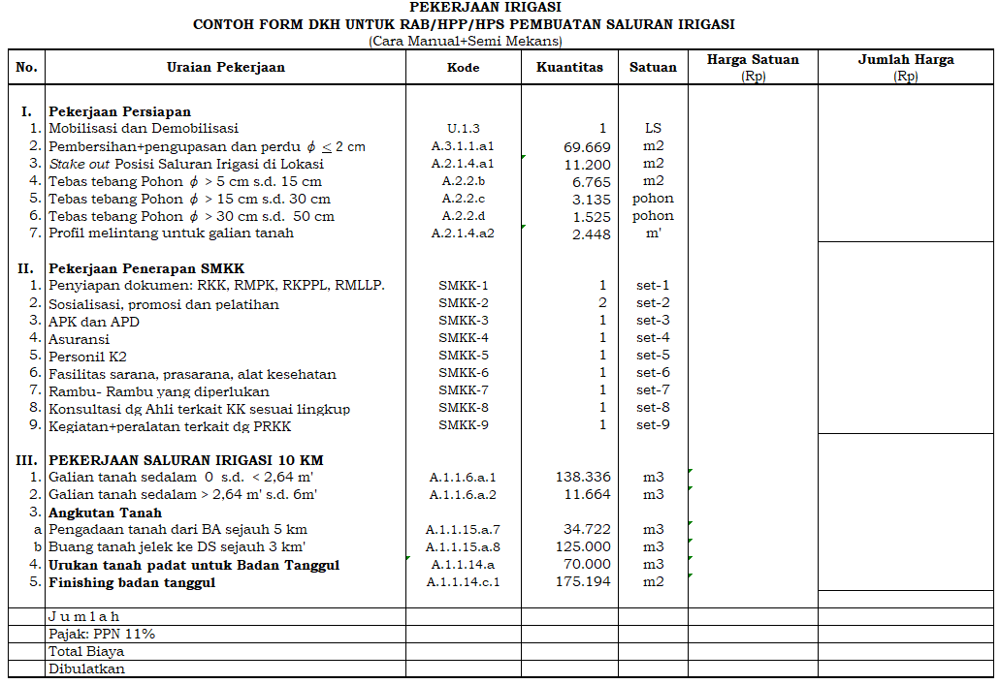 PEKERJAAN IRIGASI
CONTOH FORM DKH UNTUK RAB/HPP/HPS PEMBUATAN SALURAN IRIGASI
(Cara Manual+Semi Mekans)
No. Uraian Pekerjaan Kode Kuantitas Satuan Harga Satuan (Rp) Jumlah Harga (Rp)
I. Pekerjaan Persiapan
1. Mobilisasi dan Demobilisasi U.1.3 1 LS
2. Pembersihan+pengupasan dan perdu ϕ ≤ 2 cm A.3.1.1.a1 69.669 m2
3. Stake out Posisi Saluran Irigasi di Lokasi A.2.1.4.a1 11.200 m2
4. Tebas tebang Pohon ϕ > 5 cm s.d. 15 cm A.2.2.b 6.765 m2
5. Tebas tebang Pohon ϕ > 15 cm s.d. 30 cm A.2.2.c 3.135 pohon
6. Tebas tebang Pohon ϕ > 30 cm s.d. 50 cm A.2.2.d 1.525 pohon
7. Profil melintang untuk galian tanah A.2.1.4.a2 2.448 m'
II. Pekerjaan Penerapan SMKK
1. Penyiapan dokumen: RKK, RMPK, RKPPL, RMLLP. SMKK-1 1 set-1
2. Sosialisasi, promosi dan pelatihan SMKK-2 2 set-2
3. APK dan APD SMKK-3 1 set-3
4. Asuransi SMKK-4 1 set-4
5. Personil K2 SMKK-5 1 set-5
6. Fasilitas sarana, prasarana, alat kesehatan SMKK-6 1 set-6
7. Rambu- Rambu yang diperlukan SMKK-7 1 set-7
8. Konsultasi dg Ahli terkait KK sesuai lingkup SMKK-8 1 set-8
9. Kegiatan+peralatan terkait dg PRKK SMKK-9 1 set-9
III. PEKERJAAN SALURAN IRIGASI 10 KM
1. Galian tanah sedalam 0 s.d. < 2,64 m' A.1.1.6.a.1 138.336 m3
2. Galian tanah sedalam > 2,64 m' s.d. 6m' A.1.1.6.a.2 11.664 m3
3. Angkutan Tanah
a Pengadaan tanah dari BA sejauh 5 km A.1.1.15.a.7 34.722 m3
b Buang tanah jelek ke DS sejauh 3 km' A.1.1.15.a.8 125.000 m3
4. Urukan tanah padat untuk Badan Tanggul A.1.1.14.a 70.000 m3
5. Finishing badan tanggul A.1.1.14.c.1 175.194 m2
J u m l a h
Pajak: PPN 11%
Total Biaya
Dibulatkan